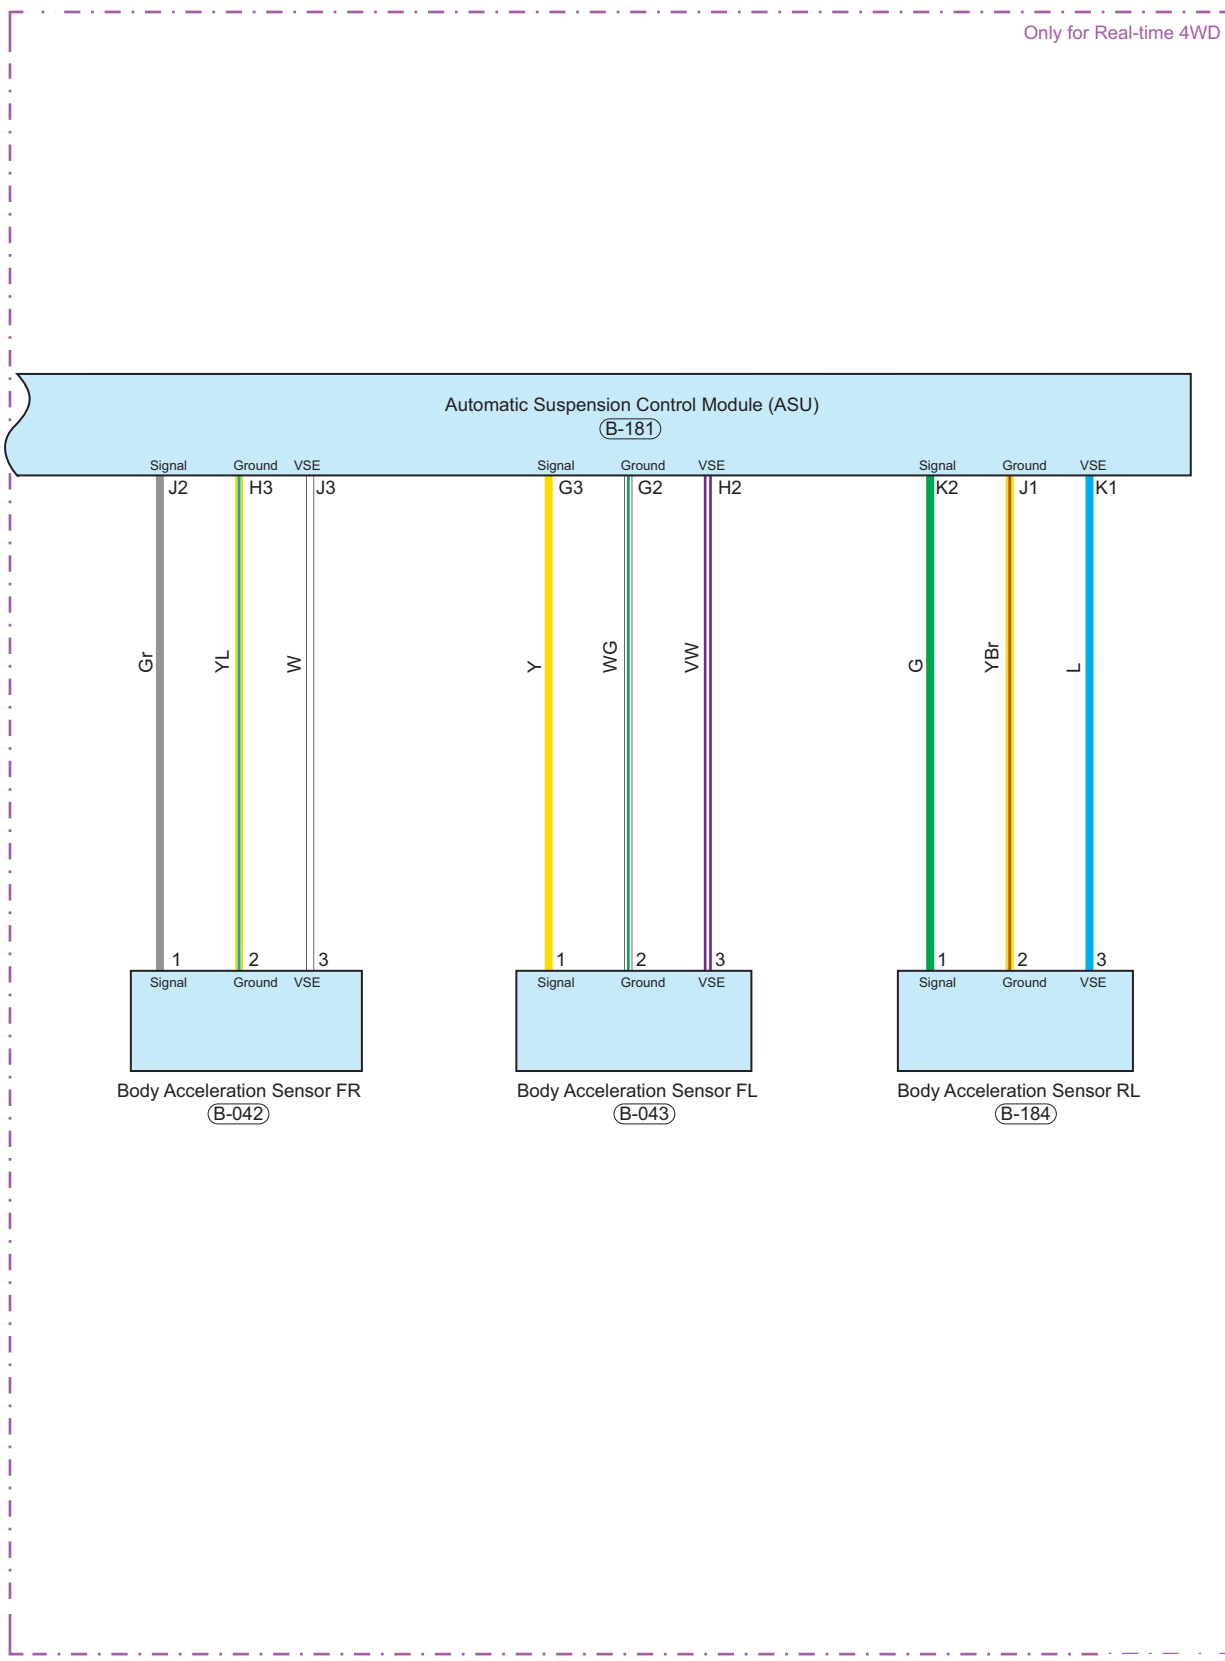 Only for Real-time 4WD
Automatic Suspension Control Module (ASU)
B-181
Signal Ground VSE Signal Ground VSE Signal Ground VSE
J2 H3 J3 G3 G2 H2 K2 J1 K1
Gr YL W Y WG VW G YBr L
1 2 3 1 2 3 1 2 3
Signal Ground VSE Signal Ground VSE Signal Ground VSE
Body Acceleration Sensor FR Body Acceleration Sensor FL Body Acceleration Sensor RL
B-042 B-043 B-184